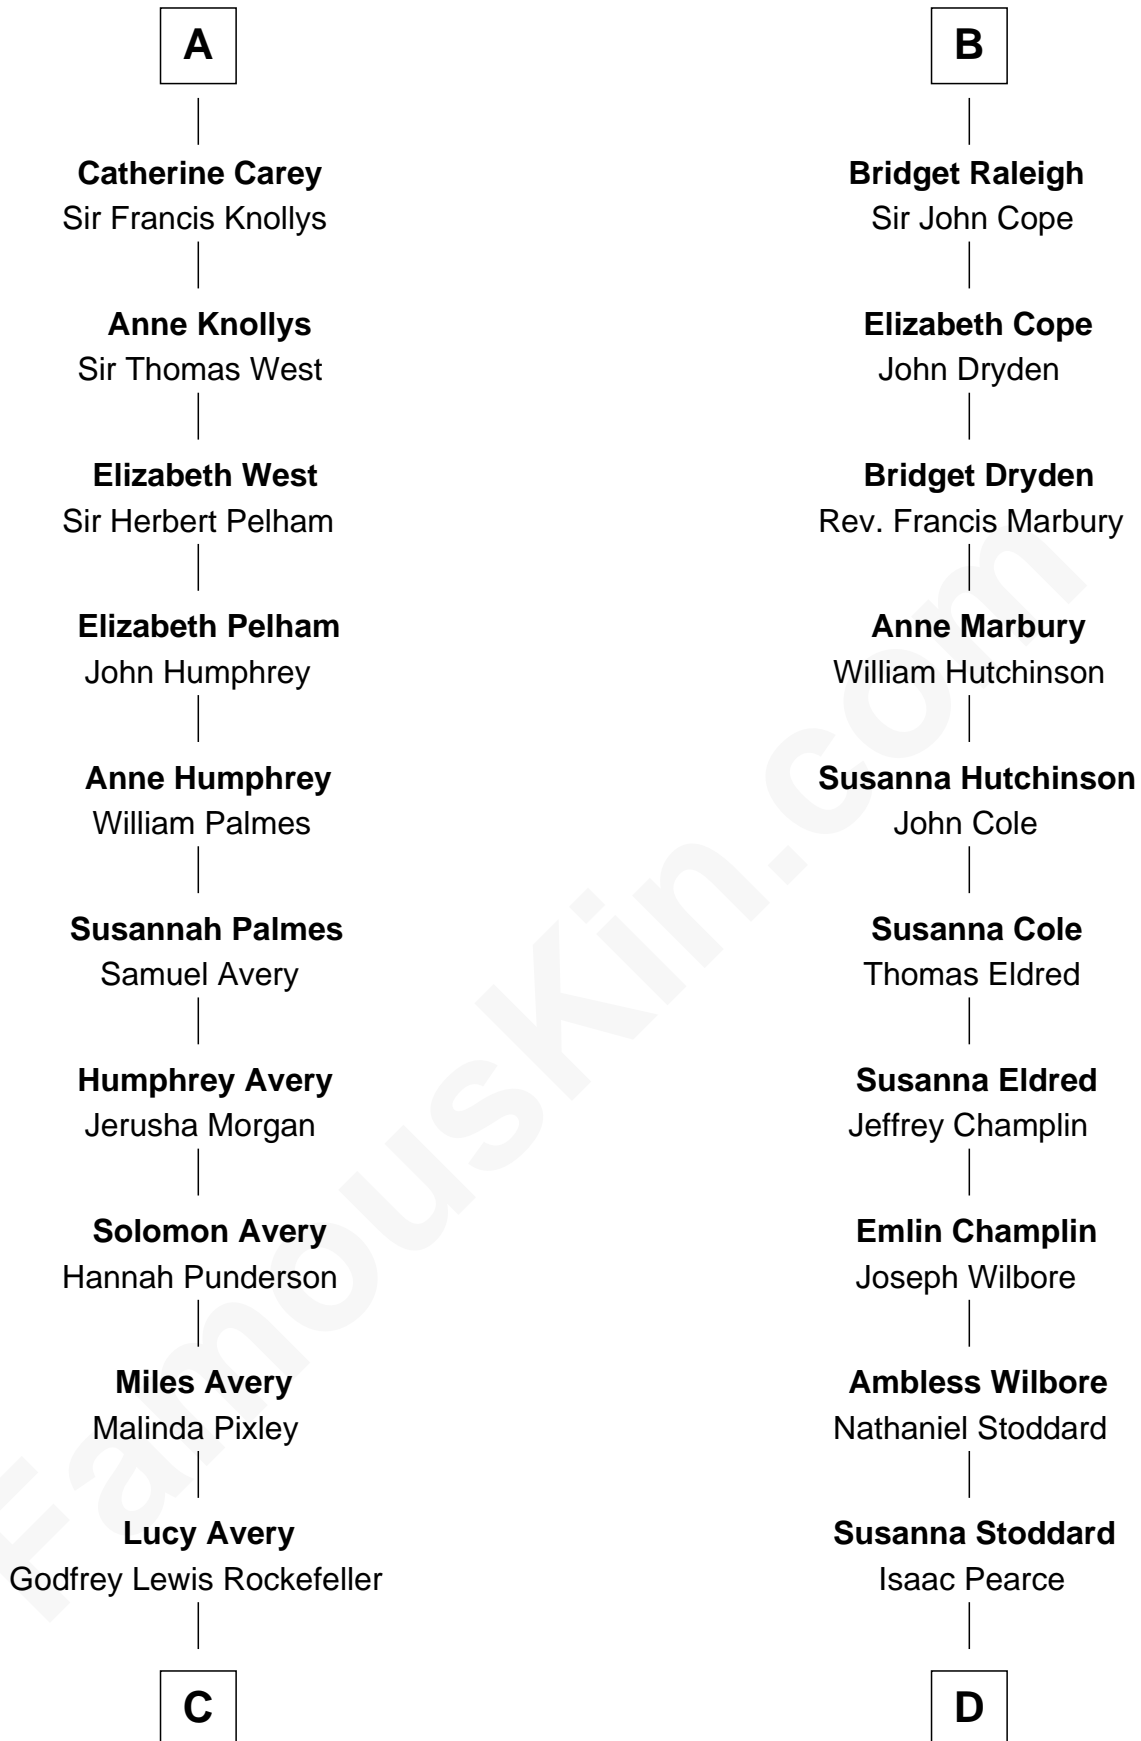 A
Catherine Carey
Sir Francis Knollys
Anne Knollys
Sir Thomas West
Elizabeth West
Sir Herbert Pelham
Elizabeth Pelham
John Humphrey
Anne Humphrey
William Palmes
Susannah Palmes
Samuel Avery
Humphrey Avery
Jerusha Morgan
Solomon Avery
Hannah Punderson
Miles Avery
Malinda Pixley
Lucy Avery
Godfrey Lewis Rockefeller
C
B
Bridget Raleigh
Sir John Cope
Elizabeth Cope
John Dryden
Bridget Dryden
Rev. Francis Marbury
Anne Marbury
William Hutchinson
Susanna Hutchinson
John Cole
Susanna Cole
Thomas Eldred
Susanna Eldred
Jeffrey Champlin
Emlin Champlin
Joseph Wilbore
Ambless Wilbore
Nathaniel Stoddard
Susanna Stoddard
Isaac Pearce
D
FamousKin.com